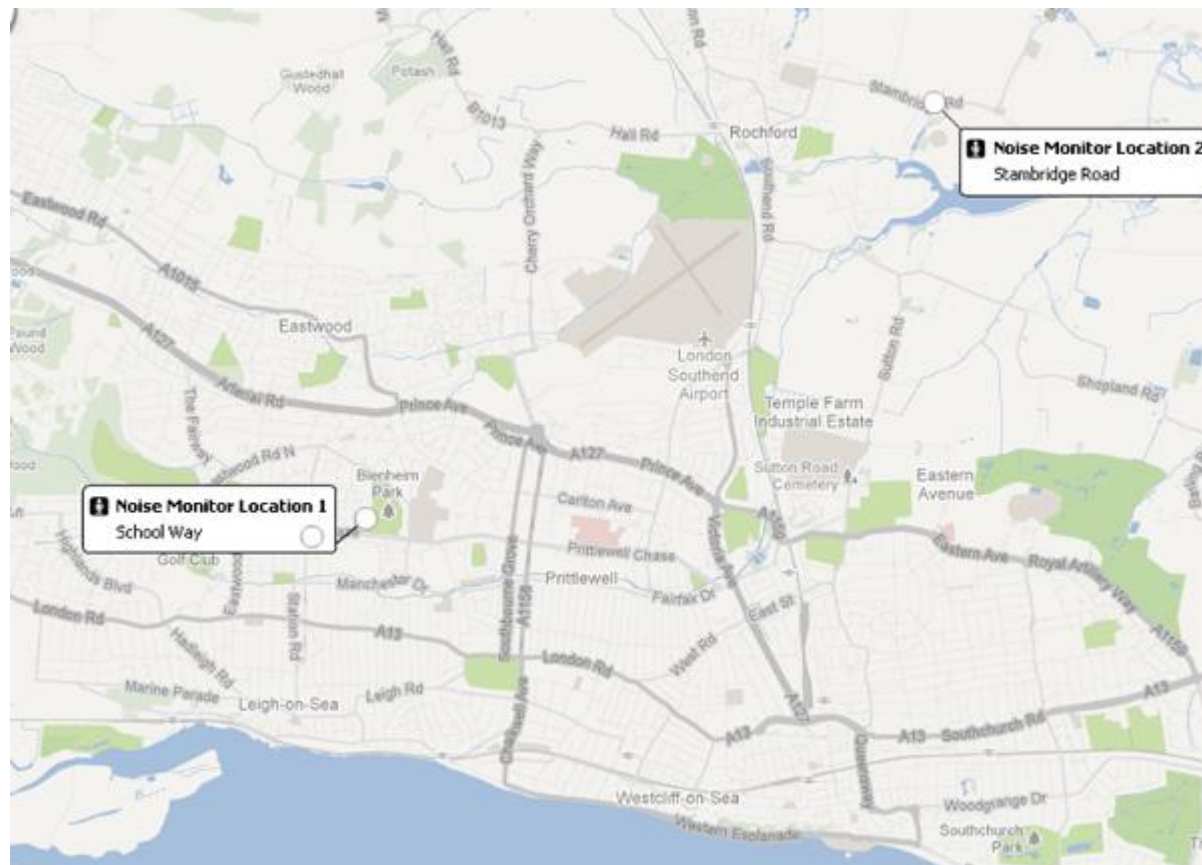 Hall Rd
Gustedhall
Wood
Potash
B1013
Hall Rd
Rochford
Stambridge Rd
Noise Monitor Location 2
Stambridge Road
Cherry Orchard Way
Southend Rd
Eastwood Rd
A1015
A127
Eastwood
Arterial Rd
Prince Ave
London
Southend
Airport
Sutton Rd
Shopland Rd
Temple Farm
Industrial Estate
The Fairway
Prince Ave
A127
Prince Ave
Sutton Road
Cemetery
Eastern
Avenue
Blenheim
Park
Carlton Ave
Noise Monitor Location 1
School Way
A1159
Victoria Ave
Eastern Ave
Royal Artillery Way
A1159
Golf Club
Prittlewell Chase
Highlands Blvd
Manchester Dr
Prittlewell
Fairfax Dr
East St
Southbourne Grove
A1158
London Rd
Station Rd
A13
London Rd
West Rd
Hadleigh Rd
Marine Parade
Leigh Rd
Leigh-on-Sea
Chalkwell Ave
A127
A13
A13
Southchurch Rd
A13
Queensway
Westcliff-on-Sea
Woodgrange Dr
Western Esplanade
Southchurch
Park